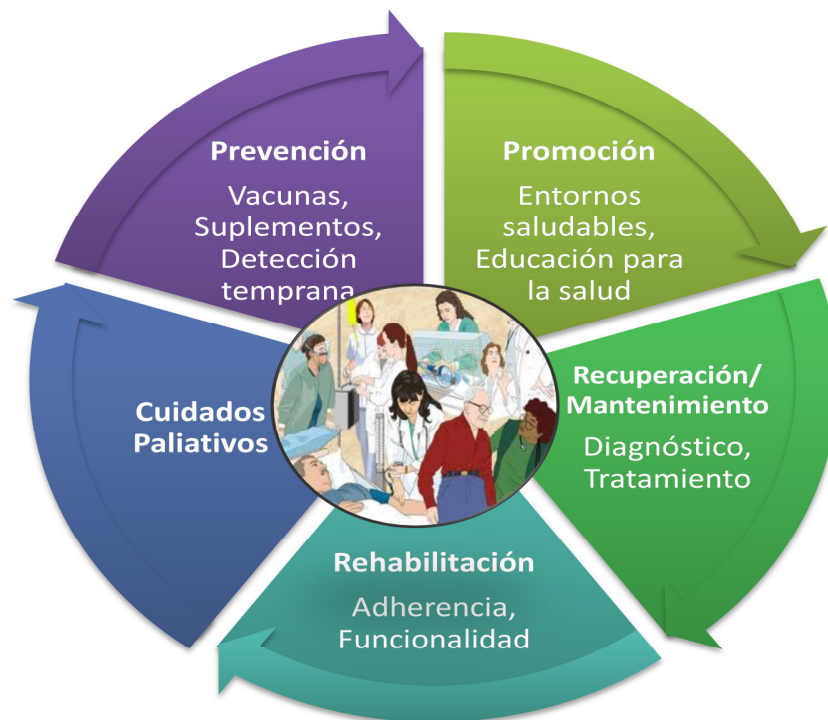 Prevención
Vacunas,
Suplementos,
Detección
temprana
Promoción
Entornos
saludables,
Educación para
la salud
Recuperación/
Mantenimiento
Diagnóstico,
Tratamiento
Rehabilitación
Adherencia,
Funcionalidad
Cuidados
Paliativos